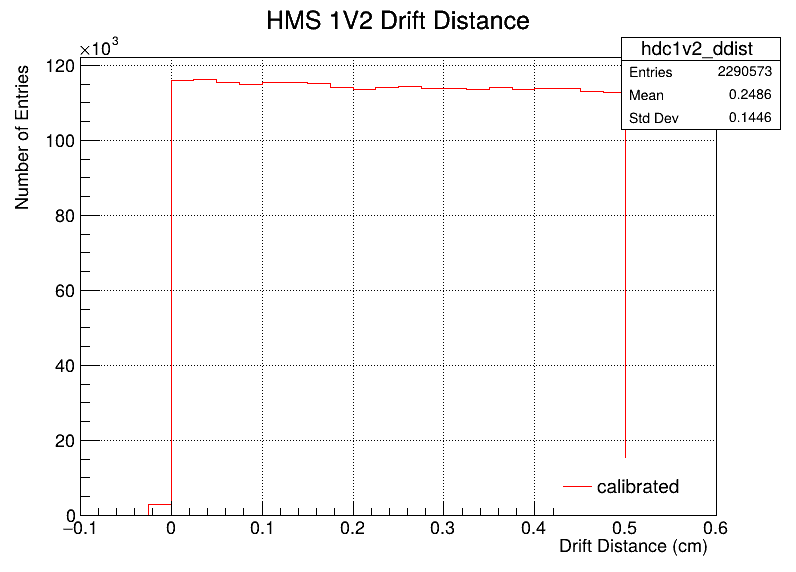 HMS 1V2 Drift Distance
×10³
hdc1v2_ddist
Entries 2290573
Mean 0.2486
Std Dev 0.1446
Number of Entries
120
100
80
60
40
20
0
−0.1 0 0.1 0.2 0.3 0.4 0.5 0.6
calibrated
Drift Distance (cm)